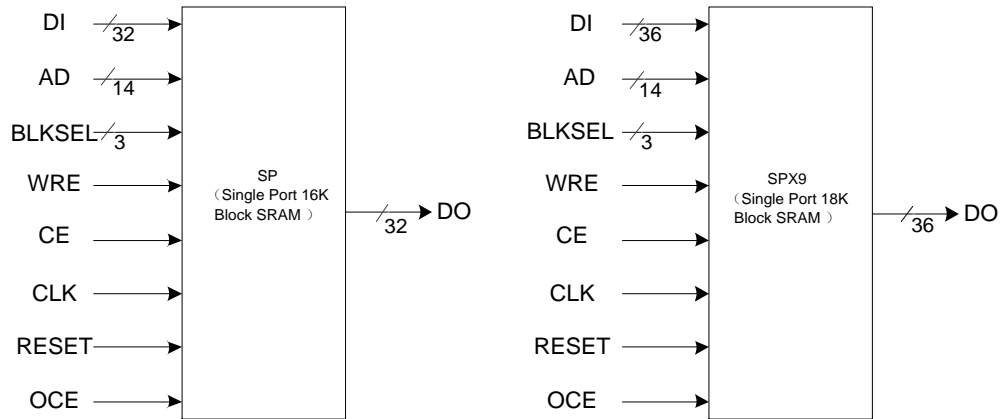 DI
32
AD
14
BLKSEL
3
WRE
CE
CLK
RESET
OCE
SP
（Single Port 16K
Block SRAM ）
32
DO
DI
36
AD
14
BLKSEL
3
WRE
CE
CLK
RESET
OCE
SPX9
（Single Port 18K
Block SRAM ）
36
DO